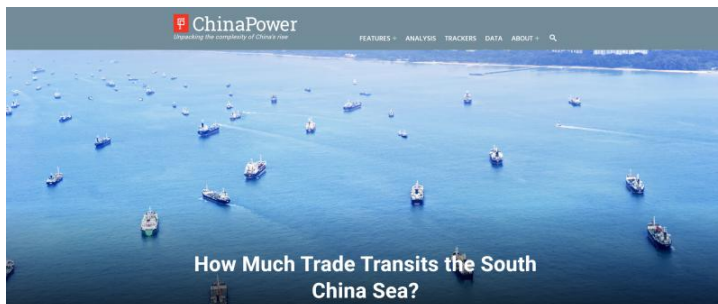 ChinaPower
Unpacking the complexity of China's rise
FEATURES + ANALYSIS TRACKERS DATA ABOUT +
How Much Trade Transits the South
China Sea?